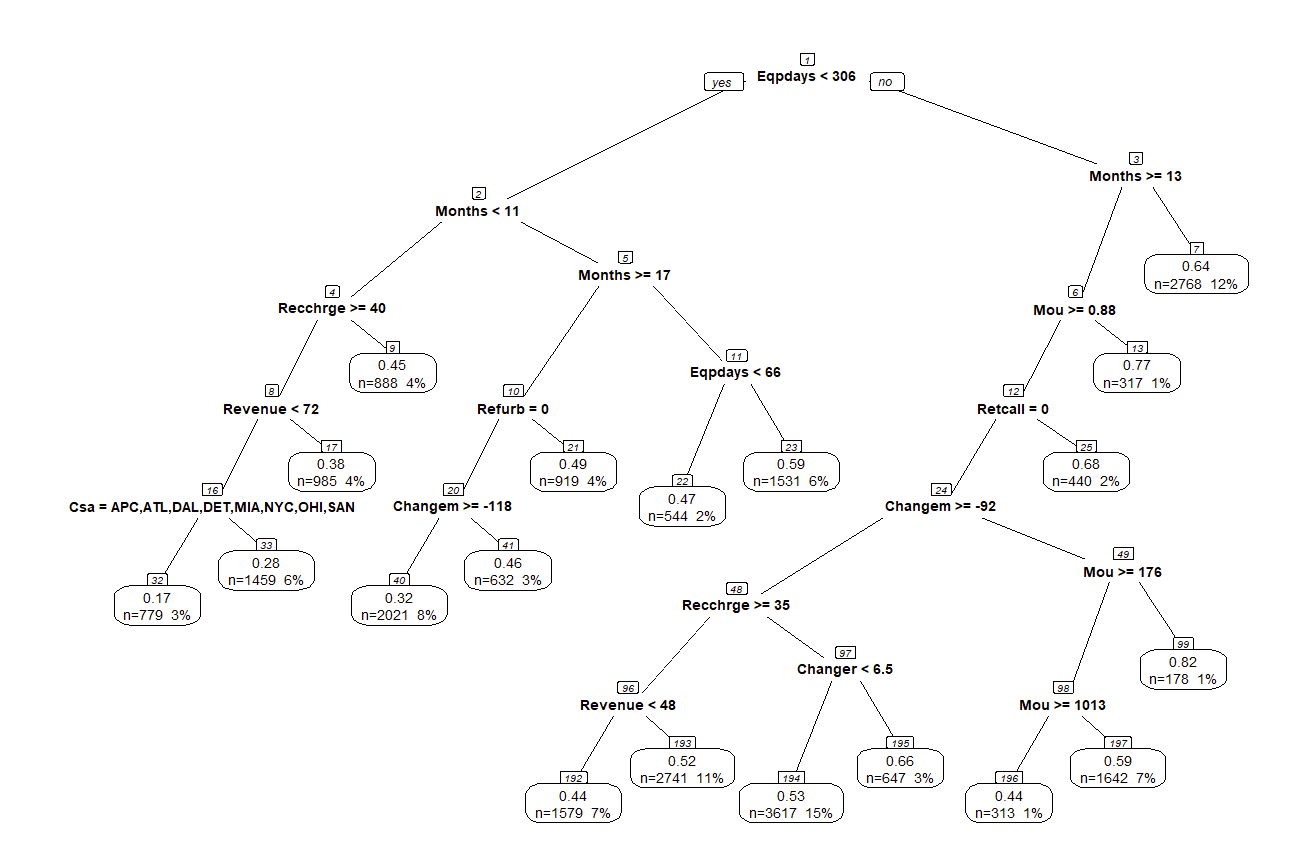 1
yes Eqpdays < 306 no
3
Months >= 13
2
Months < 11
7
0.64
n=2768 12%
5
Months >= 17
4
Recchrge >= 40
6
Mou >= 0.88
9
0.45
n=888 4%
11
Eqpdays < 66
13
0.77
n=317 1%
8
Revenue < 72
10
Refurb = 0
12
Retcall = 0
17
0.38
n=985 4%
21
0.49
n=919 4%
23
0.59
n=1531 6%
25
0.68
n=440 2%
22
0.47
n=544 2%
16
Csa = APC,ATL,DAL,DET,MIA,NYC,OHI,SAN
20
Changem >= -118
24
Changem >= -92
33
0.28
n=1459 6%
41
0.46
n=632 3%
49
Mou >= 176
32
0.17
n=779 3%
40
0.32
n=2021 8%
48
Recchrge >= 35
99
0.82
n=178 1%
97
Changer < 6.5
96
Revenue < 48
98
Mou >= 1013
193
0.52
n=2741 11%
195
0.66
n=647 3%
197
0.59
n=1642 7%
192
0.44
n=1579 7%
194
0.53
n=3617 15%
196
0.44
n=313 1%